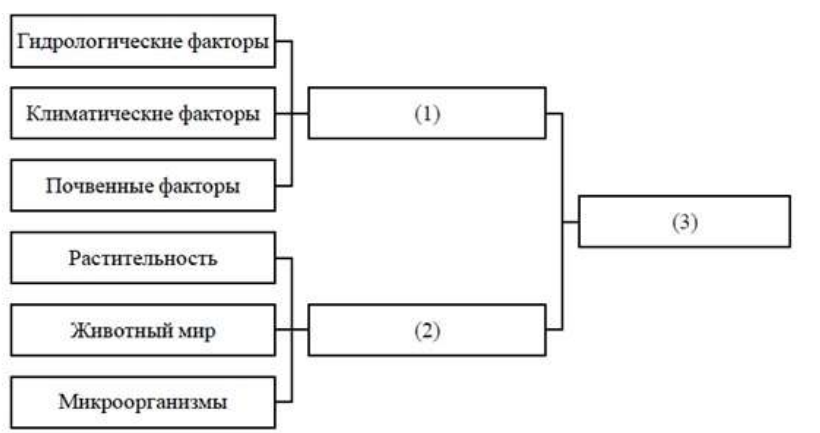 Гидрологические факторы
Климатические факторы
(1)
Почвенные факторы
(3)
Растительность
Животный мир
(2)
Микроорганизмы